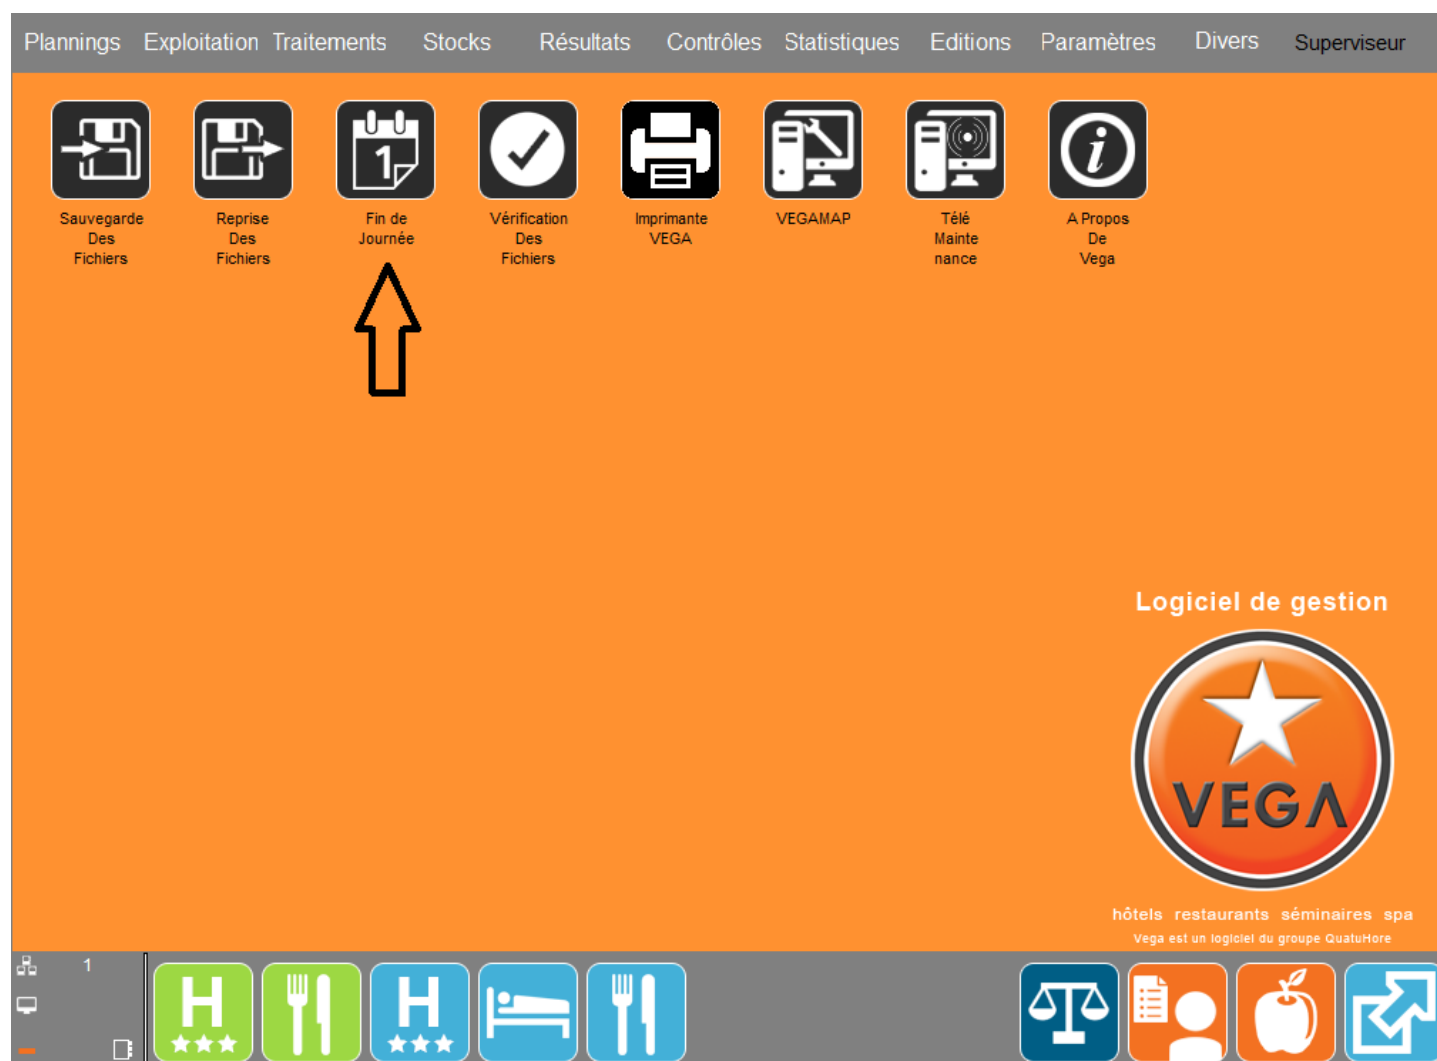 Plannings Exploitation Traitements Stocks Résultats Contrôles Statistiques Editions Paramètres Divers Superviseur
1
Sauvegarde
Des
Fichiers
Reprise
Des
Fichiers
Fin de
Journée
Vérification
Des
Fichiers
Imprimante
VEGA
VEGAMAP
Télé
Mainte
nance
i
A Propos
De
Vega
Logiciel de gestion
VEGA
hôtels restaurants séminaires spa
Vega est un logiciel du groupe QuatuHore
1
H
H